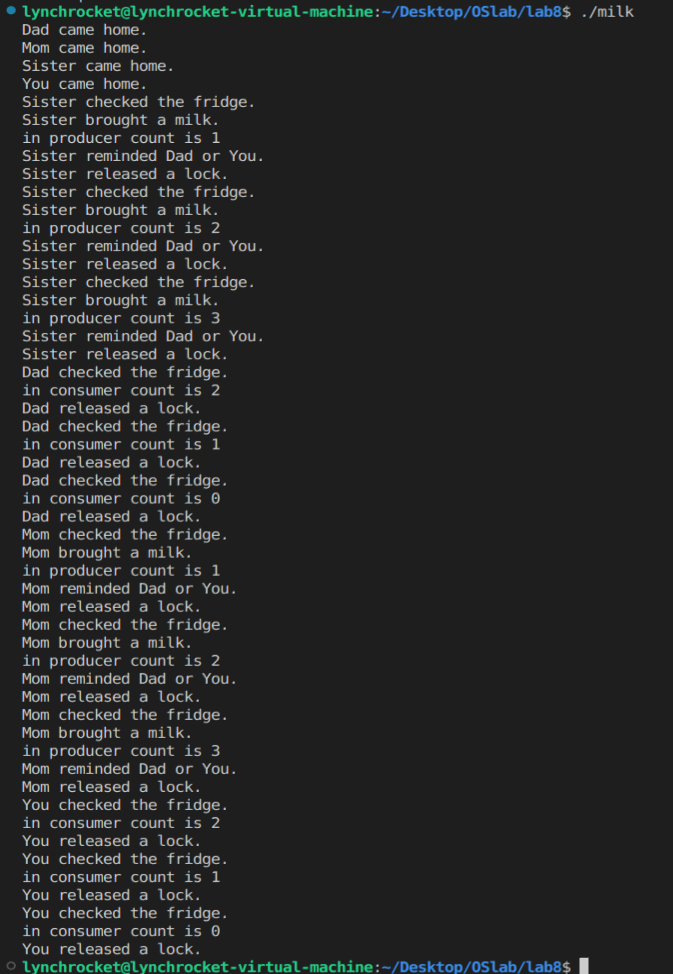 lynchrocket@lynchrocket-virtual-machine:~/Desktop/OSlab/lab8$ ./milk
Dad came home.
Mom came home.
Sister came home.
You came home.
Sister checked the fridge.
Sister brought a milk.
in producer count is 1
Sister reminded Dad or You.
Sister released a lock.
Sister checked the fridge.
Sister brought a milk.
in producer count is 2
Sister reminded Dad or You.
Sister released a lock.
Sister checked the fridge.
Sister brought a milk.
in producer count is 3
Sister reminded Dad or You.
Sister released a lock.
Dad checked the fridge.
in consumer count is 2
Dad released a lock.
Dad checked the fridge.
in consumer count is 1
Dad released a lock.
Dad checked the fridge.
in consumer count is 0
Dad released a lock.
Mom checked the fridge.
Mom brought a milk.
in producer count is 1
Mom reminded Dad or You.
Mom released a lock.
Mom checked the fridge.
Mom brought a milk.
in producer count is 2
Mom reminded Dad or You.
Mom released a lock.
Mom checked the fridge.
Mom brought a milk.
in producer count is 3
Mom reminded Dad or You.
Mom released a lock.
You checked the fridge.
in consumer count is 2
You released a lock.
You checked the fridge.
in consumer count is 1
You released a lock.
You checked the fridge.
in consumer count is 0
You released a lock.
lynchrocket@lynchrocket-virtual-machine:~/Desktop/OSlab/lab8$